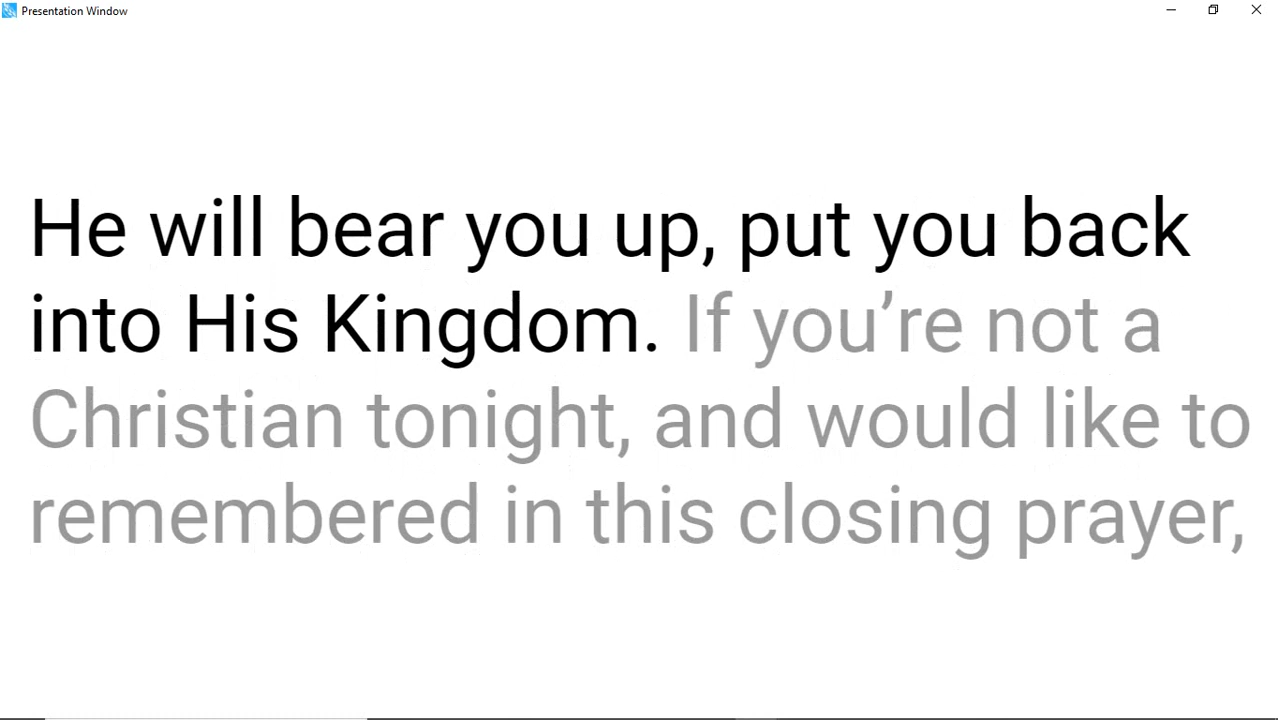 Presentation Window
He will bear you up, put you back
into His Kingdom. If you’re not a
Christian tonight, and would like to
remembered in this closing prayer,